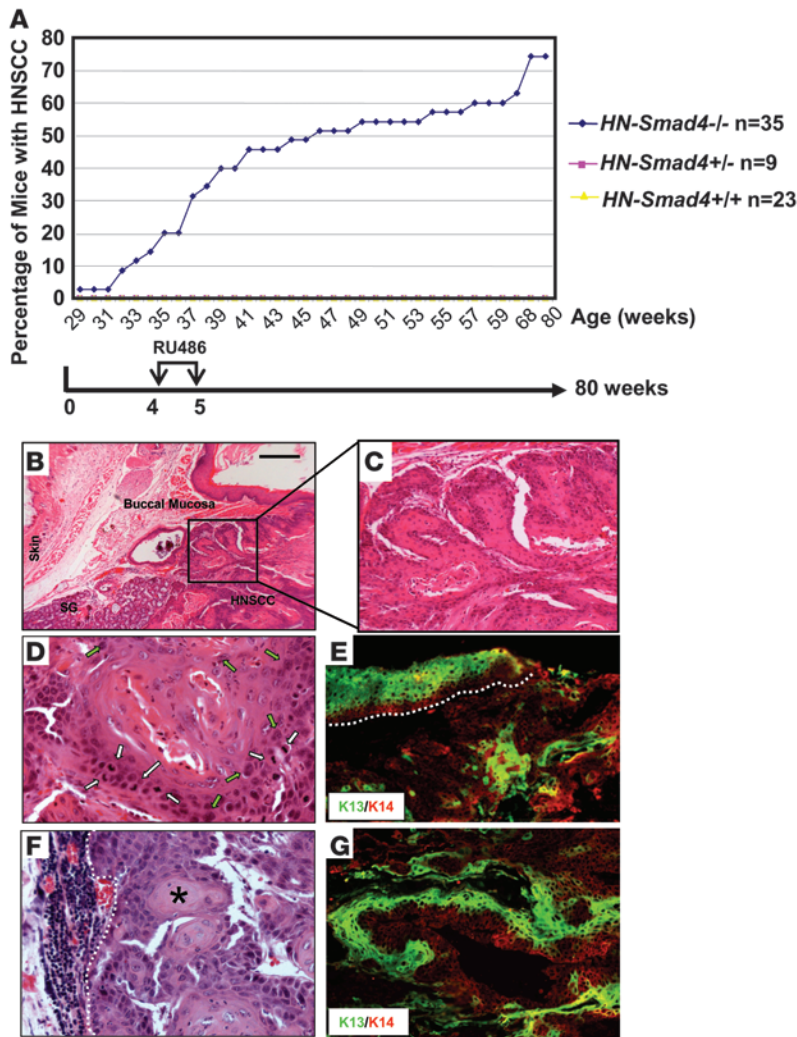 A
Percentage of Mice with HNSCC
80
70
60
50
40
30
20
10
0
29 31 33 35 37 39 41 43 45 47 49 51 53 55 57 59 68 80
Age (weeks)
HN-Smad4-/- n=35
HN-Smad4+/- n=9
HN-Smad4+/+ n=23
RU486
0 4 5 80 weeks
B
Buccal Mucosa
Skin
SG
HNSCC
C
D
E
K13/K14
F
*
G
K13/K14